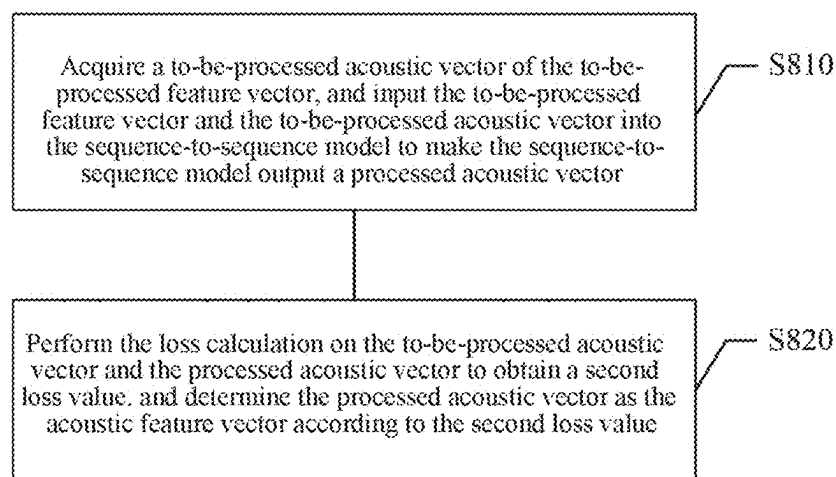 Acquire a to-be-processed acoustic vector of the to-be-
processed feature vector, and input the to-be-processed
feature vector and the to-be-processed acoustic vector into
the sequence-to-sequence model to make the sequence-to-
sequence model output a processed acoustic vector
S810
Perform the loss calculation on the to-be-processed acoustic
vector and the processed acoustic vector to obtain a second
loss value, and determine the processed acoustic vector as the
acoustic feature vector according to the second loss value
S820